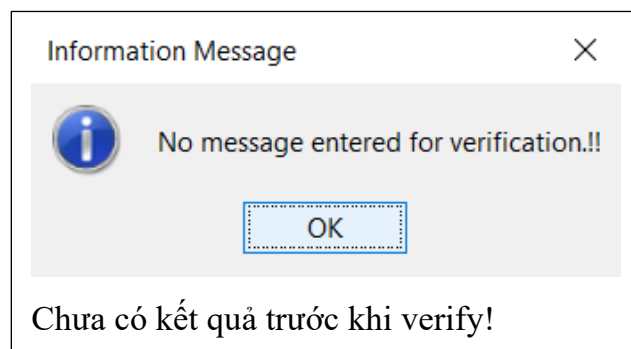 Information Message
No message entered for verification.!!
OK
Chưa có kết quả trước khi verify!